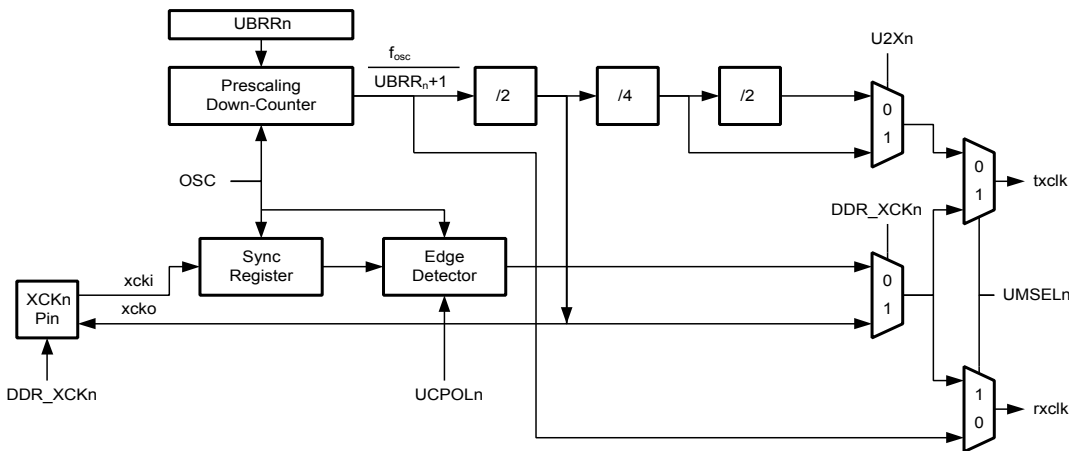 UBRRn
fosc
U2Xn
Prescaling
Down-Counter
UBRRn+1
/2
/4
/2
0
1
OSC
0
1
txclk
DDR_XCKn
Sync
Register
Edge
Detector
xcki
XCKn
Pin
xcko
0
1
UMSELn
DDR_XCKn
UCPOLn
1
0
rxclk